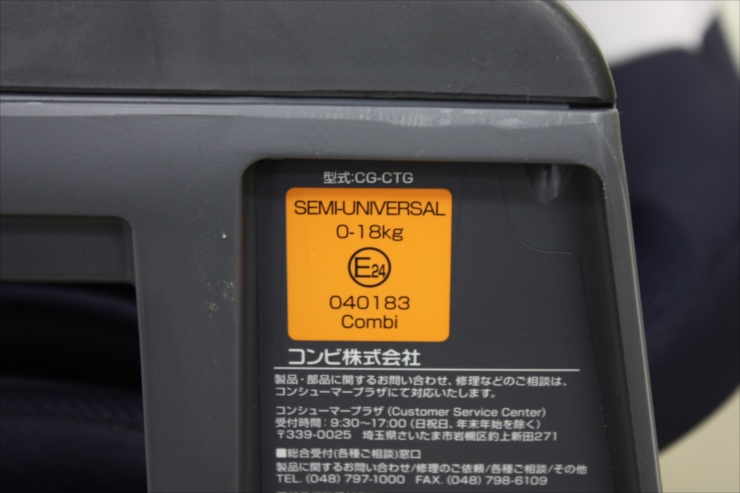 型式:CG-CTG
SEMI-UNIVERSAL
0-18kg
E24
040183
Combi
コンビ株式会社
製品・部品に関するお問い合わせ、修理などのご相談は、
コンシューマープラザにて対応いたします。
コンシューマープラザ (Customer Service Center)
受付時間：9:30〜17:00 (日祝日、年末年始を除く)
〒339-0025 埼玉県さいたま市岩槻区釣上新田271
■総合受付(各種ご相談)窓口
製品に関するお問い合わせ/修理のご依頼/各種ご相談/その他
TEL. (048) 797-1000 FAX. (048) 798-6109